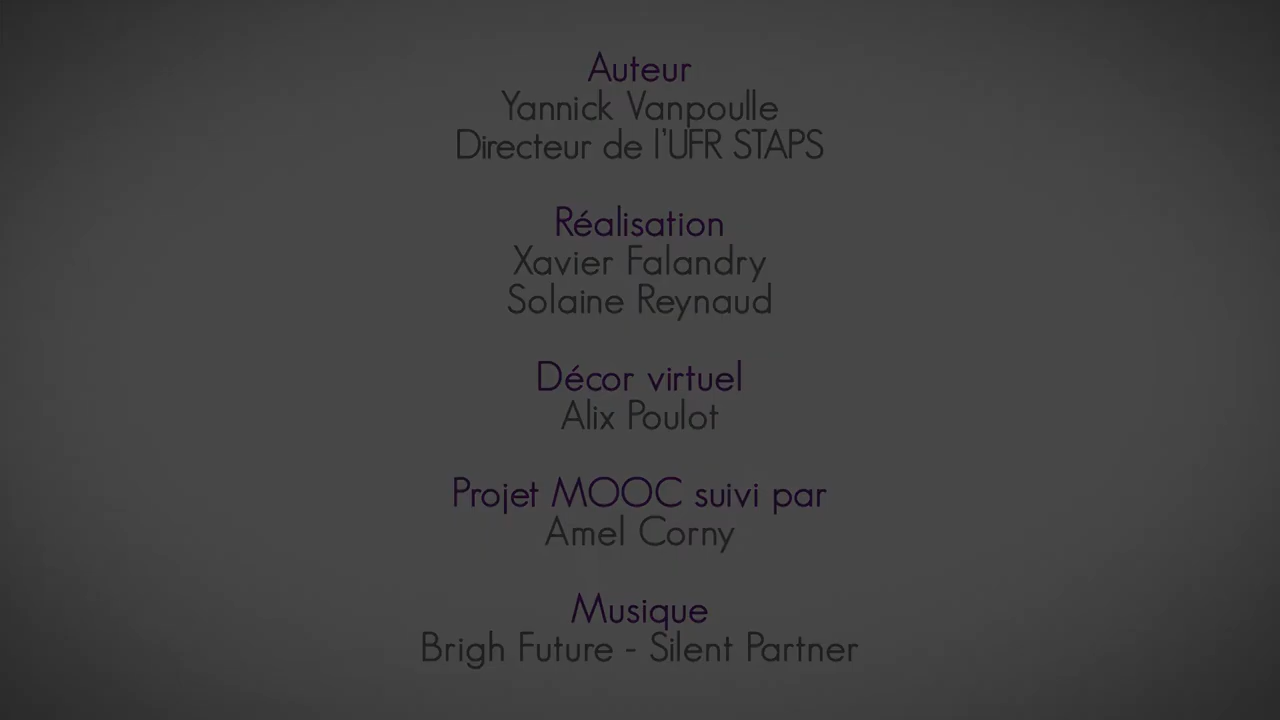 Auteur
Yannick Vanpoulle
Directeur de l'UFR STAPS
Réalisation
Xavier Falandry
Solaine Reynaud
Décor virtuel
Alix Poulot
Projet MOOC suivi par
Amel Corny
Musique
Brigh Future - Silent Partner